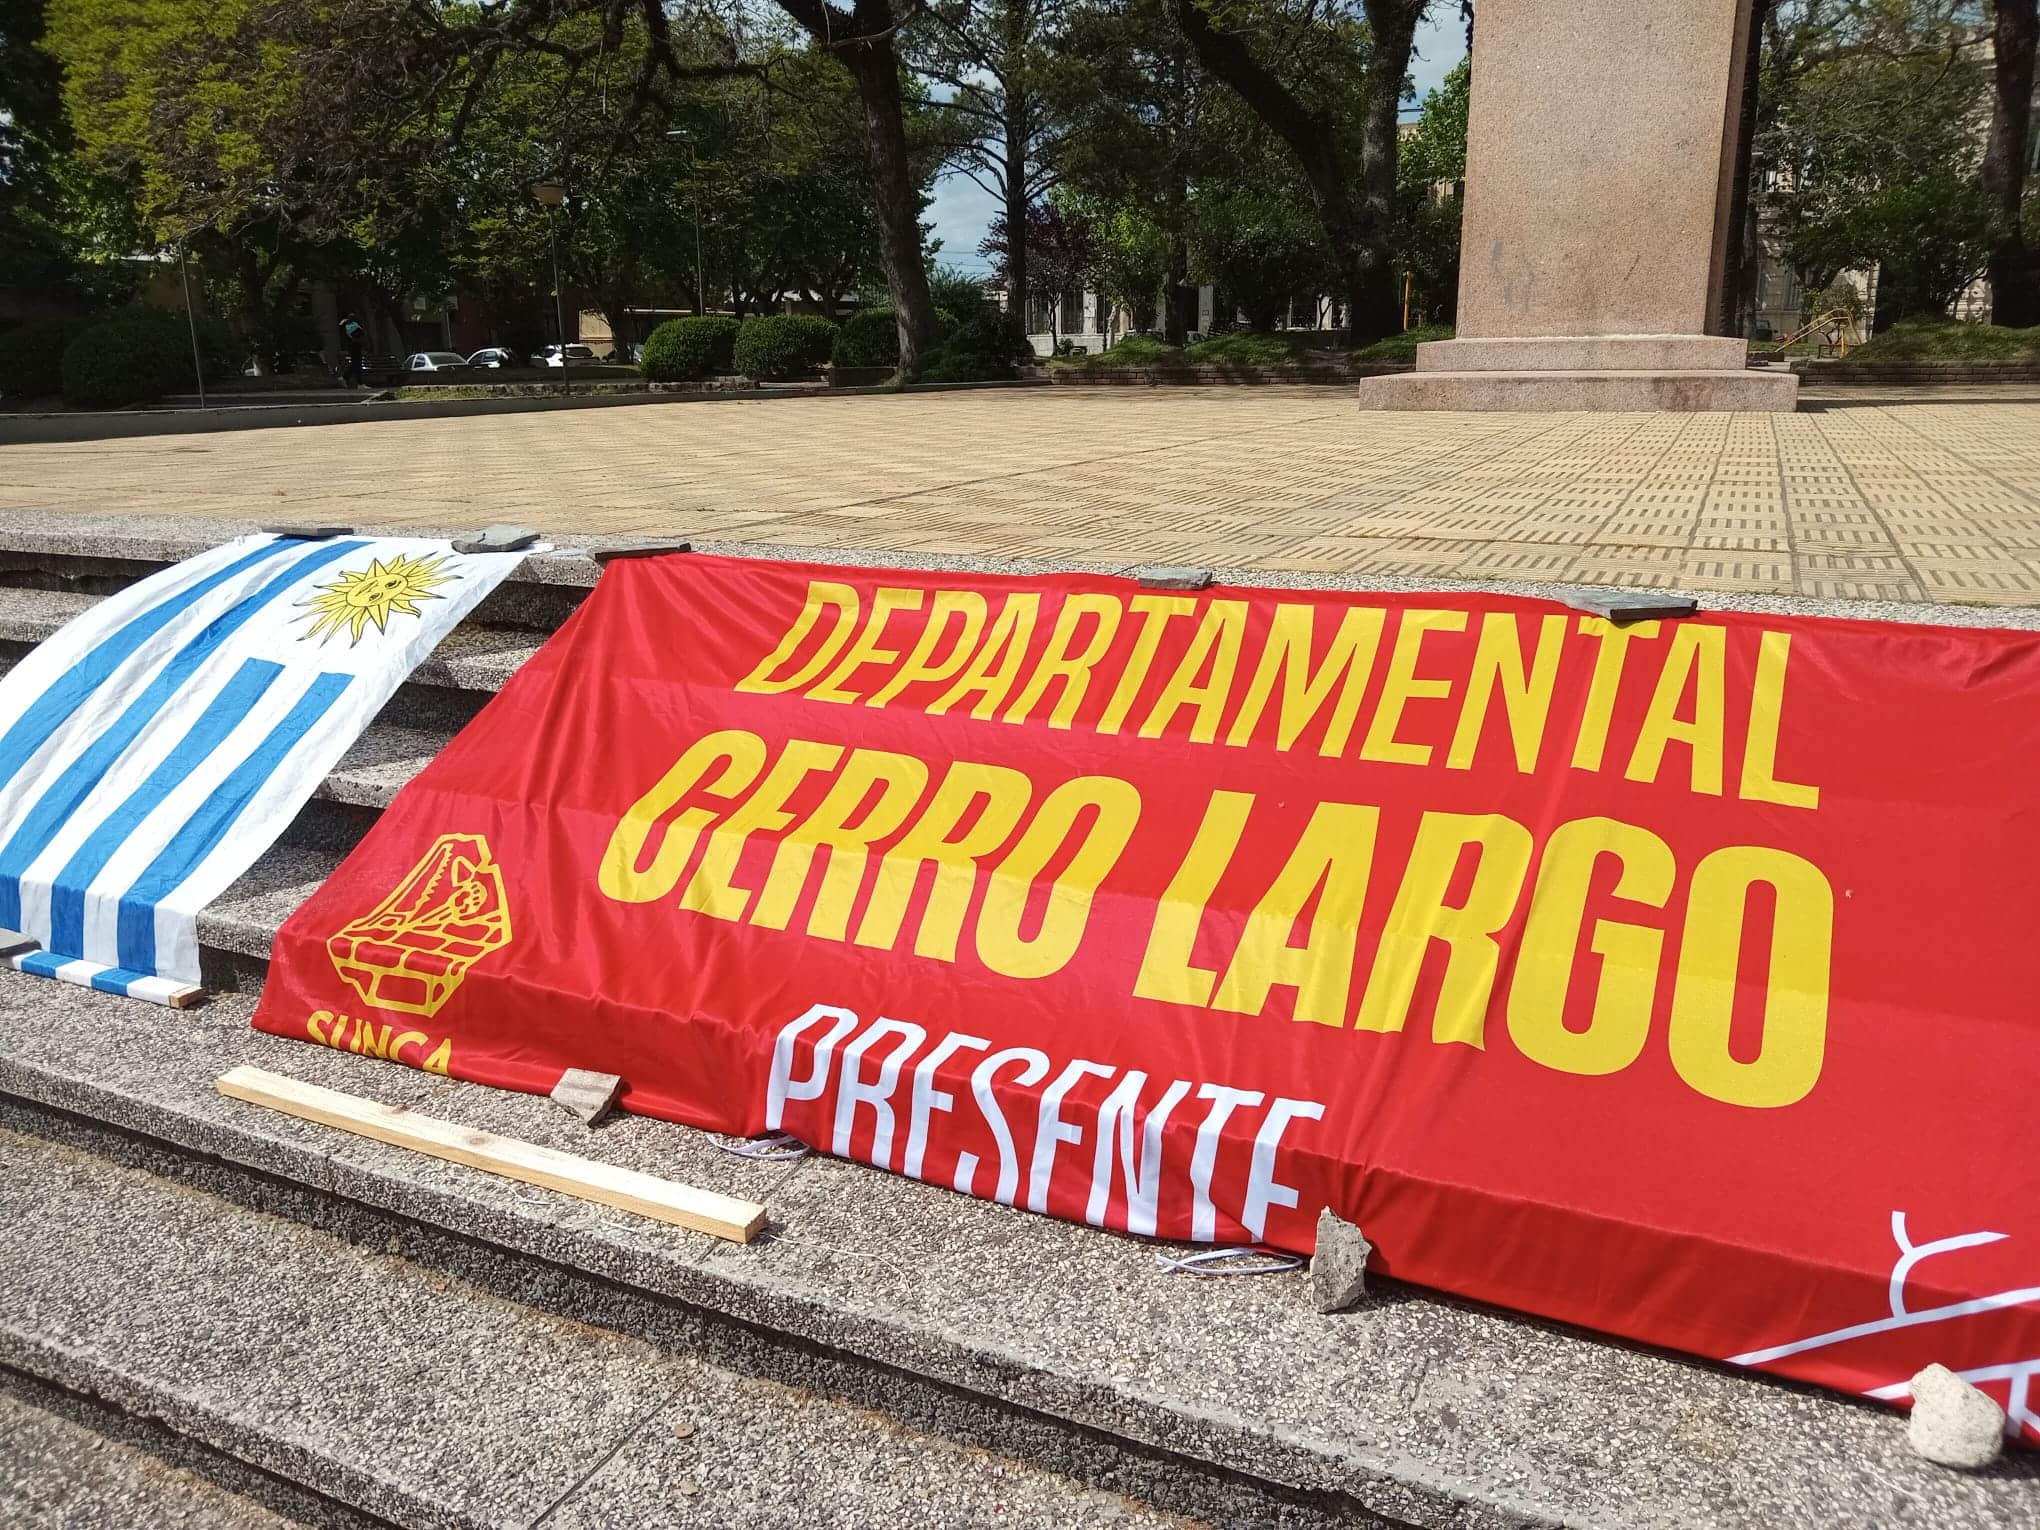 DEPARTAMENTAL
CERRO LARGO
PRESENTE
SUNCA